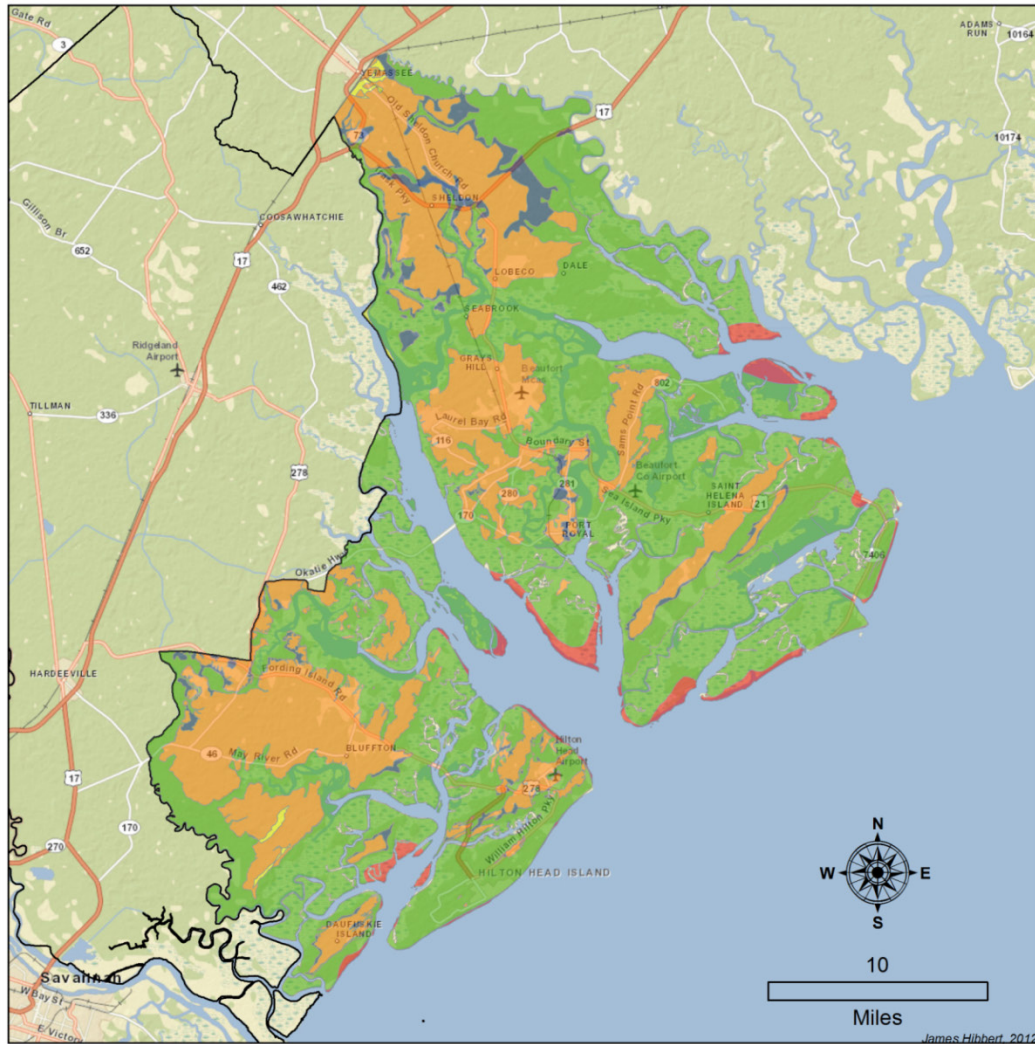 Gate Rd
3
ADAMS
RUN
10164
YEMASSEE
17
Old Sheldon Church Rd
73
10174
SHELDON
Gillison Br
COOSAWHATCHIE
652
17
462
LOBECO
DALE
SEABROOK
Ridgeland
Airport
GRAYS
HILL
Beaufort
Mcas
802
TILLMAN
336
Laurel Bay Rd
Sams Point Rd
116
Boundary St
278
Beaufort
Co Airport
280
281
SAINT
HELENA
ISLAND
21
Sea Island Pky
170
PORT
ROYAL
7406
Okatie Hwy
HARDEEVILLE
Fording Island Rd
46
May River Rd
BLUFFTON
Hilton
Head
Airport
17
278
170
William Hilton Pky
270
HILTON HEAD ISLAND
N
W
E
S
DAUFUSKIE
ISLAND
Savannah
W Bay St
E Victory
10
Miles
James Hibbert, 2012